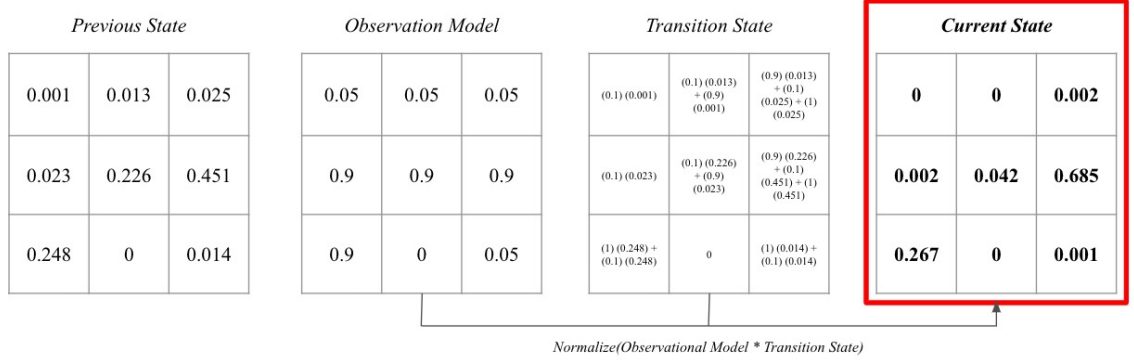 Previous State Observation Model Transition State Current State
0.001 0.013 0.025 0.05 0.05 0.05 (0.1) (0.001) (0.1) (0.013) + (0.9) (0.001) (0.9) (0.013) + (0.1) (0.025) + (1) (0.025) 0 0 0.002
0.023 0.226 0.451 0.9 0.9 0.9 (0.1) (0.023) (0.1) (0.226) + (0.9) (0.023) (0.9) (0.226) + (0.1) (0.451) + (1) (0.451) 0.002 0.042 0.685
0.248 0 0.014 0.9 0 0.05 (1) (0.248) + (0.1) (0.248) 0 (1) (0.014) + (0.1) (0.014) 0.267 0 0.001
Normalize(Observational Model * Transition State)